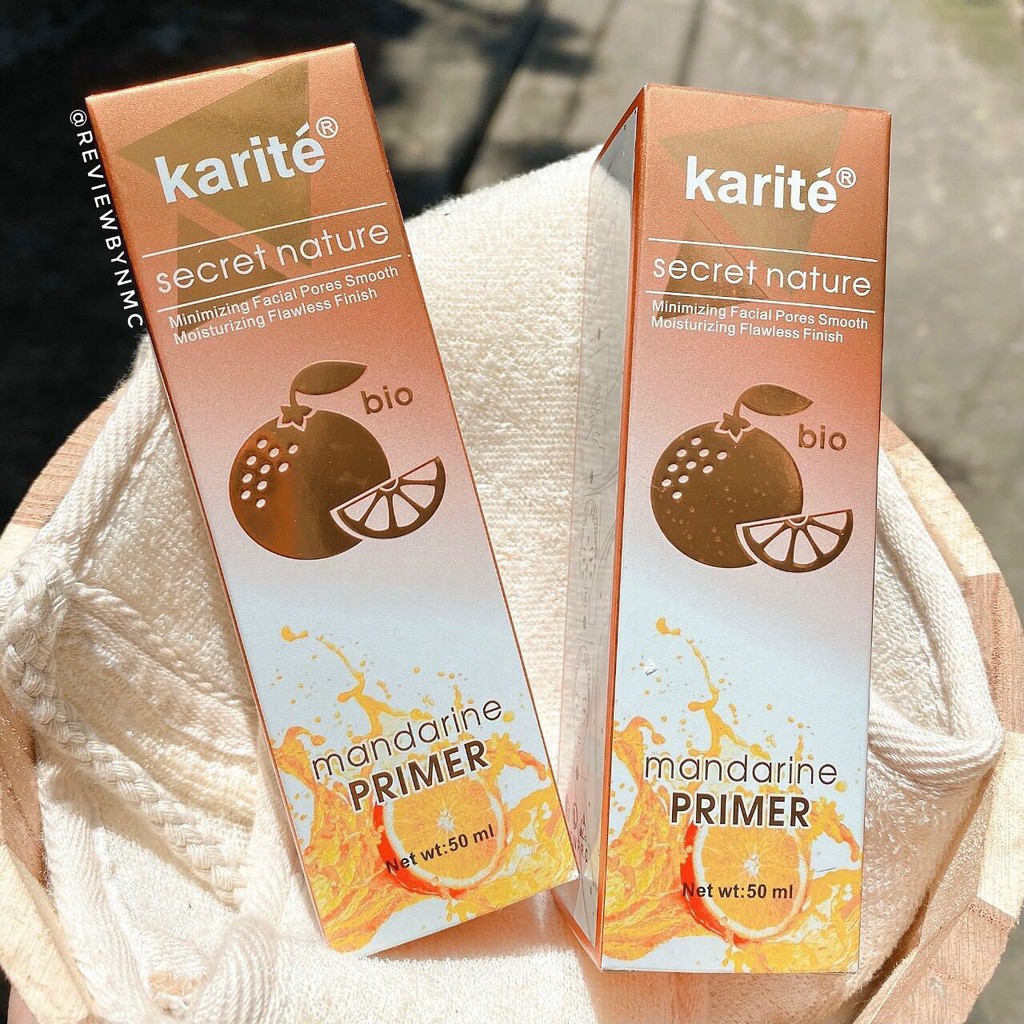 @REVIEWBYNMC
karité®
secret nature
Minimizing Facial Pores Smooth
Moisturizing Flawless Finish
bio
mandarine
PRIMER
Net wt:50 ml
karité®
secret nature
Minimizing Facial Pores Smooth
Moisturizing Flawless Finish
bio
mandarine
PRIMER
Net wt:50 ml